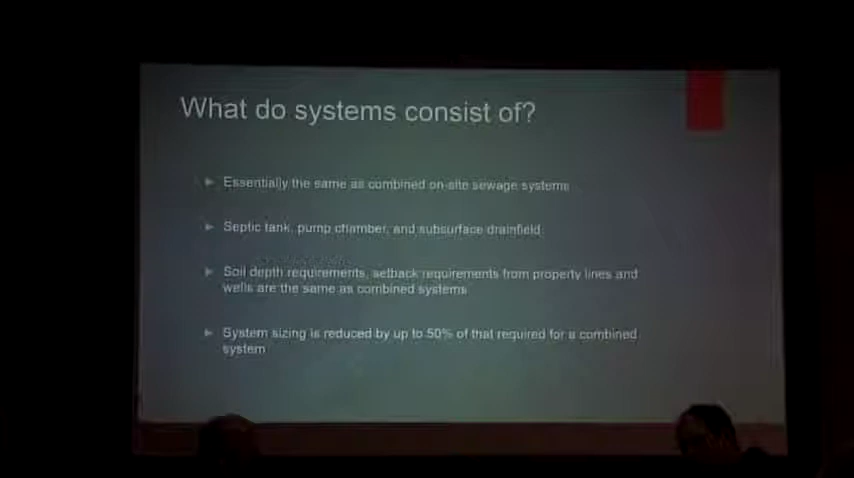 What do systems consist of?
Essentially the same as combined on-site sewage systems
Septic tank, pump chamber, and subsurface drainfield
Soil depth requirements, setback requirements from property lines and
wells are the same as combined systems
System sizing is reduced by up to 50% of that required for a combined
system